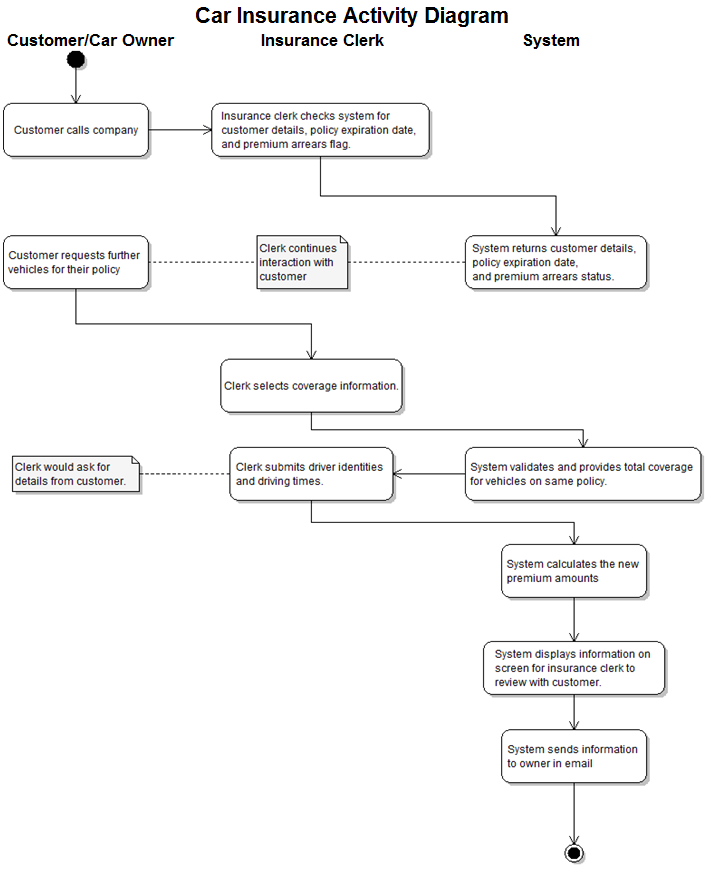 Car Insurance Activity Diagram
Customer/Car Owner
Insurance Clerk
System
Customer calls company
Insurance clerk checks system for
customer details, policy expiration date,
and premium arrears flag.
Customer requests further
vehicles for their policy
Clerk continues
interaction with
customer
System returns customer details,
policy expiration date,
and premium arrears status.
Clerk selects coverage information.
Clerk would ask for
details from customer.
Clerk submits driver identities
and driving times.
System validates and provides total coverage
for vehicles on same policy.
System calculates the new
premium amounts
System displays information on
screen for insurance clerk to
review with customer.
System sends information
to owner in email